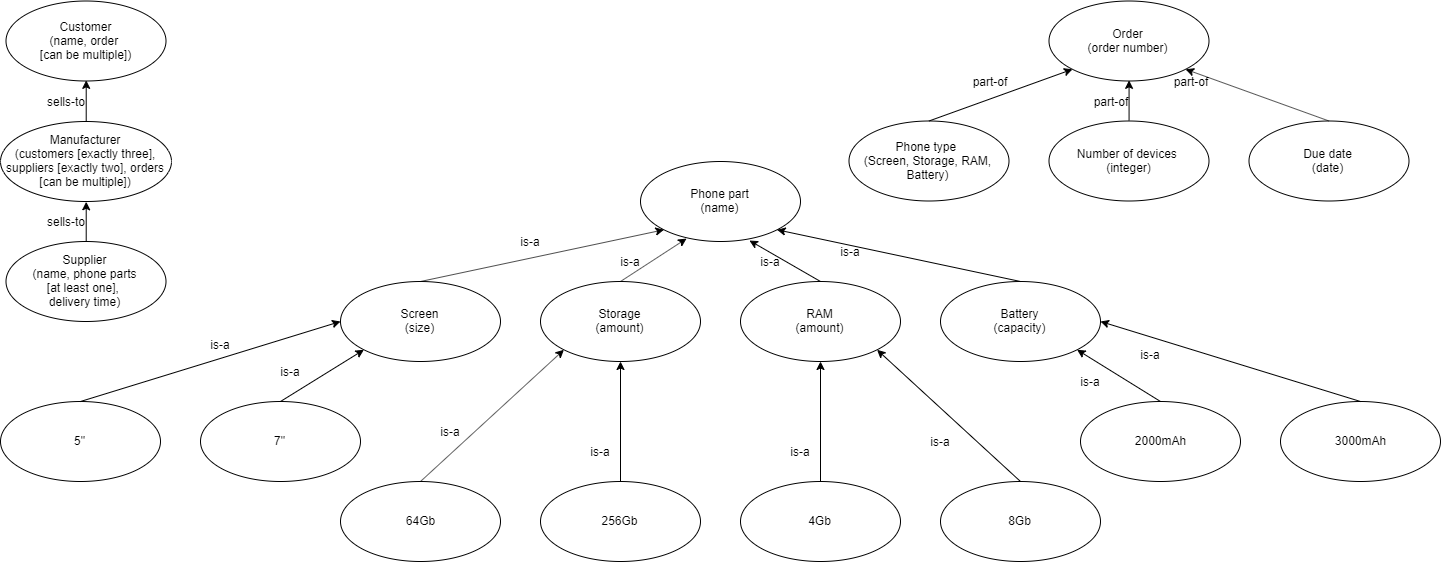 Customer
(name, order
[can be multiple])
sells-to
Manufacturer
(customers [exactly three],
suppliers [exactly two], orders
[can be multiple])
sells-to
Supplier
(name, phone parts
[at least one],
delivery time)
Order
(order number)
part-of
part-of
part-of
Phone type
(Screen, Storage, RAM,
Battery)
Number of devices
(integer)
Due date
(date)
Phone part
(name)
is-a
is-a
is-a
is-a
Screen
(size)
Storage
(amount)
RAM
(amount)
Battery
(capacity)
is-a
is-a
is-a
is-a
is-a
is-a
is-a
is-a
5"
7"
2000mAh
3000mAh
64Gb
256Gb
4Gb
8Gb